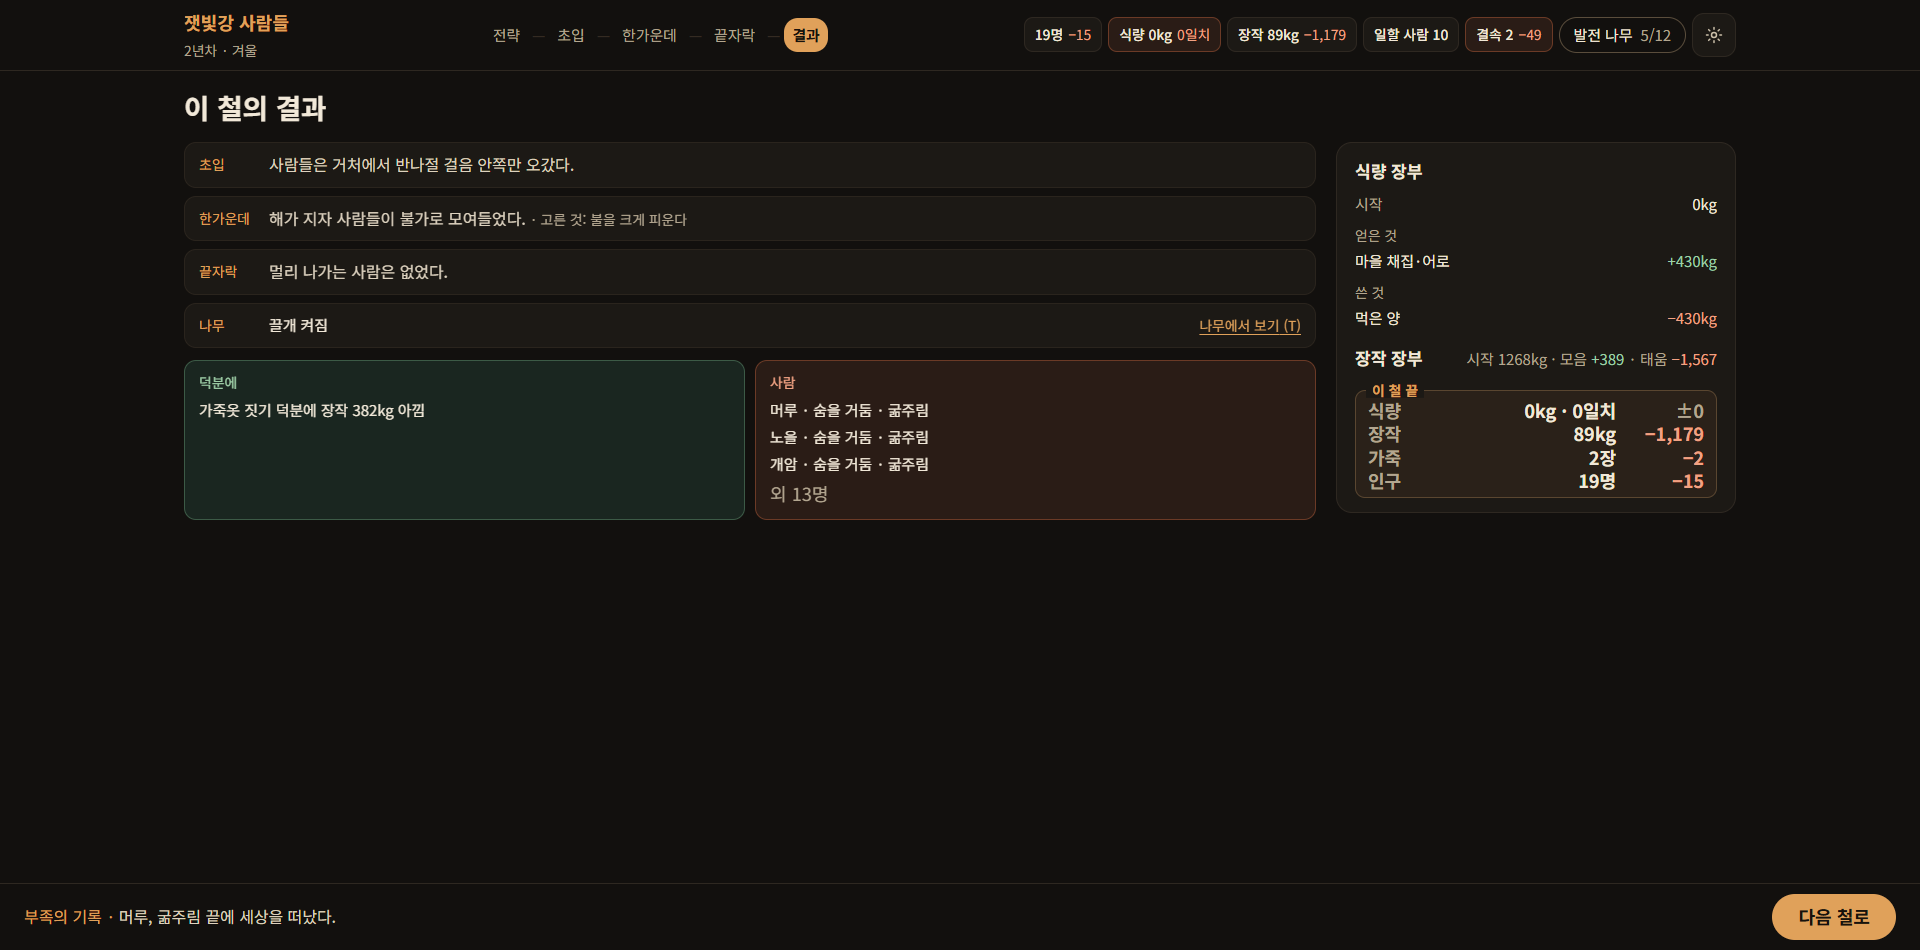 잿빛강 사람들
2년차 · 겨울
전략 — 초입 — 한가운데 — 끝자락 — 결과
19명 −15
식량 0kg 0일치
장작 89kg −1,179
일할 사람 10
결속 2 −49
발전 나무 5/12
이 철의 결과
초입 사람들은 거처에서 반나절 걸음 안쪽만 오갔다.
한가운데 해가 지자 사람들이 불가로 모여들었다. · 고른 것: 불을 크게 피운다
끝자락 멀리 나가는 사람은 없었다.
나무 끌개 켜짐 나무에서 보기 (T)
덕분에
가죽옷 짓기 덕분에 장작 382kg 아낌
사람
머루 · 숨을 거둠 · 굶주림
노을 · 숨을 거둠 · 굶주림
개암 · 숨을 거둠 · 굶주림
외 13명
식량 장부
시작 0kg
얻은 것
마을 채집·어로 +430kg
쓴 것
먹은 양 −430kg
장작 장부 시작 1268kg · 모음 +389 · 태움 −1,567
이 철 끝
식량 0kg · 0일치 ±0
장작 89kg −1,179
가죽 2장 −2
인구 19명 −15
부족의 기록 · 머루, 굶주림 끝에 세상을 떠났다.
다음 철로